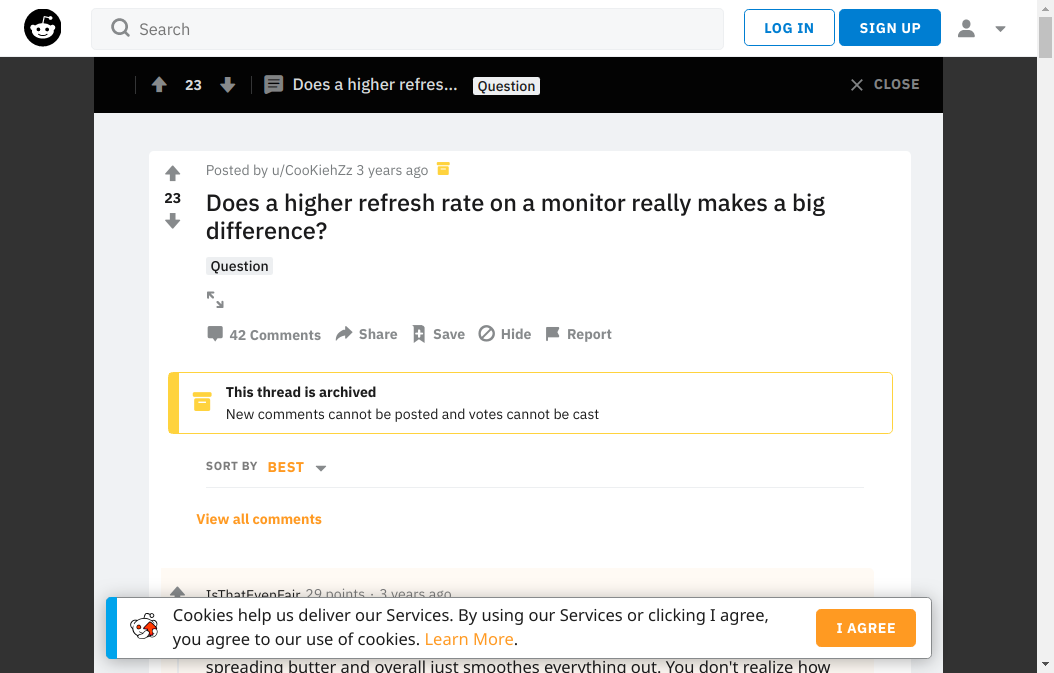 Search
LOG IN
SIGN UP
23
Does a higher refres...
Question
CLOSE
Posted by u/CooKiehZz 3 years ago
23
Does a higher refresh rate on a monitor really makes a big
difference?
Question
42 Comments
Share
Save
Hide
Report
This thread is archived
New comments cannot be posted and votes cannot be cast
SORT BY BEST
View all comments
IsThatEvenFair 29 points · 3 years ago
Cookies help us deliver our Services. By using our Services or clicking I agree,
you agree to our use of cookies. Learn More.
I AGREE
spreading butter and overall just smoothes everything out. You don't realize how